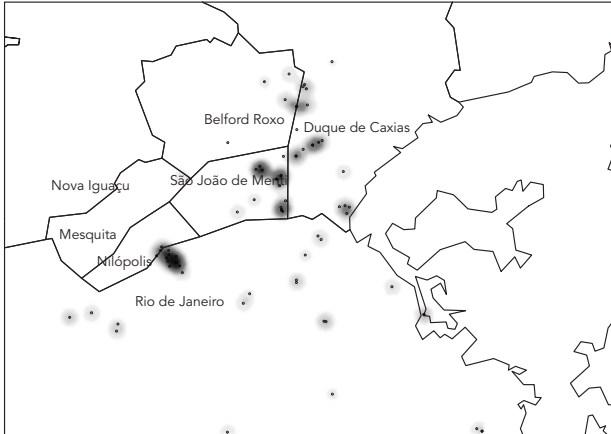 Belford Roxo
Duque de Caxias
Nova Iguaçu
São João de Meriti
Mesquita
Nilópolis
Rio de Janeiro